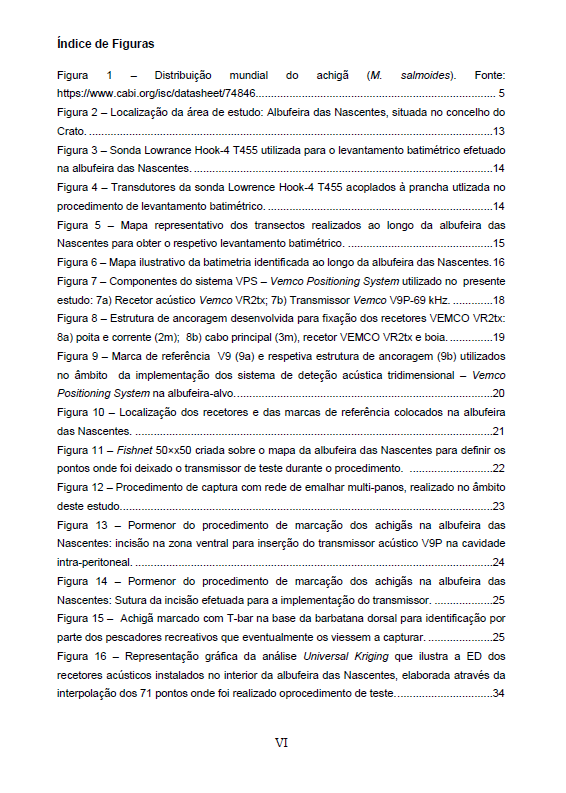 Índice de Figuras
Figura 1 – Distribuição mundial do achigã (M. salmoides). Fonte:
https://www.cabi.org/isc/datasheet/74846............................................................................. 5
Figura 2 – Localização da área de estudo: Albufeira das Nascentes, situada no concelho do
Crato. ..................................................................................................................................13
Figura 3 – Sonda Lowrance Hook-4 T455 utilizada para o levantamento batimétrico efetuado
na albufeira das Nascentes. ................................................................................................14
Figura 4 – Transdutores da sonda Lowrence Hook-4 T455 acoplados à prancha utlizada no
procedimento de levantamento batimétrico. .........................................................................14
Figura 5 – Mapa representativo dos transectos realizados ao longo da albufeira das
Nascentes para obter o respetivo levantamento batimétrico. ...............................................15
Figura 6 – Mapa ilustrativo da batimetria identificada ao longo da albufeira das Nascentes.16
Figura 7 – Componentes do sistema VPS – Vemco Positioning System utilizado no presente
estudo: 7a) Recetor acústico Vemco VR2tx; 7b) Transmissor Vemco V9P-69 kHz. .............18
Figura 8 – Estrutura de ancoragem desenvolvida para fixação dos recetores VEMCO VR2tx:
8a) poita e corrente (2m); 8b) cabo principal (3m), recetor VEMCO VR2tx e boia. ..............19
Figura 9 – Marca de referência V9 (9a) e respetiva estrutura de ancoragem (9b) utilizados
no âmbito da implementação dos sistema de deteção acústica tridimensional – Vemco
Positioning System na albufeira-alvo...................................................................................20
Figura 10 – Localização dos recetores e das marcas de referência colocados na albufeira
das Nascentes. ...................................................................................................................21
Figura 11 – Fishnet 50×x50 criada sobre o mapa da albufeira das Nascentes para definir os
pontos onde foi deixado o transmissor de teste durante o procedimento. ...........................22
Figura 12 – Procedimento de captura com rede de emalhar multi-panos, realizado no âmbito
deste estudo........................................................................................................................23
Figura 13 – Pormenor do procedimento de marcação dos achigãs na albufeira das
Nascentes: incisão na zona ventral para inserção do transmissor acústico V9P na cavidade
intra-peritoneal. ...................................................................................................................24
Figura 14 – Pormenor do procedimento de marcação dos achigãs na albufeira das
Nascentes: Sutura da incisão efetuada para a implementação do transmissor. ...................25
Figura 15 – Achigã marcado com T-bar na base da barbatana dorsal para identificação por
parte dos pescadores recreativos que eventualmente os viessem a capturar. .....................25
Figura 16 – Representação gráfica da análise Universal Kriging que ilustra a ED dos
recetores acústicos instalados no interior da albufeira das Nascentes, elaborada através da
interpolação dos 71 pontos onde foi realizado oprocedimento de teste................................34
VI